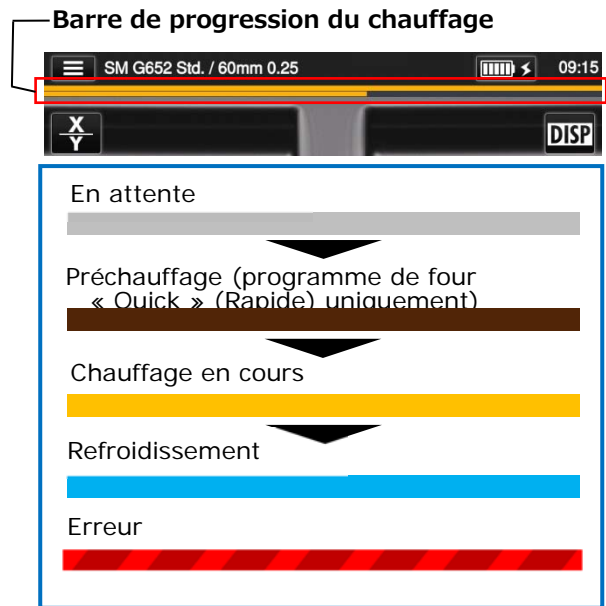 Barre de progression du chauffage
SM G652 Std. / 60mm 0.25
09:15
X
Y
DISP
En attente
Préchauffage (programme de four
« Quick » (Rapide) uniquement)
Chauffage en cours
Refroidissement
Erreur